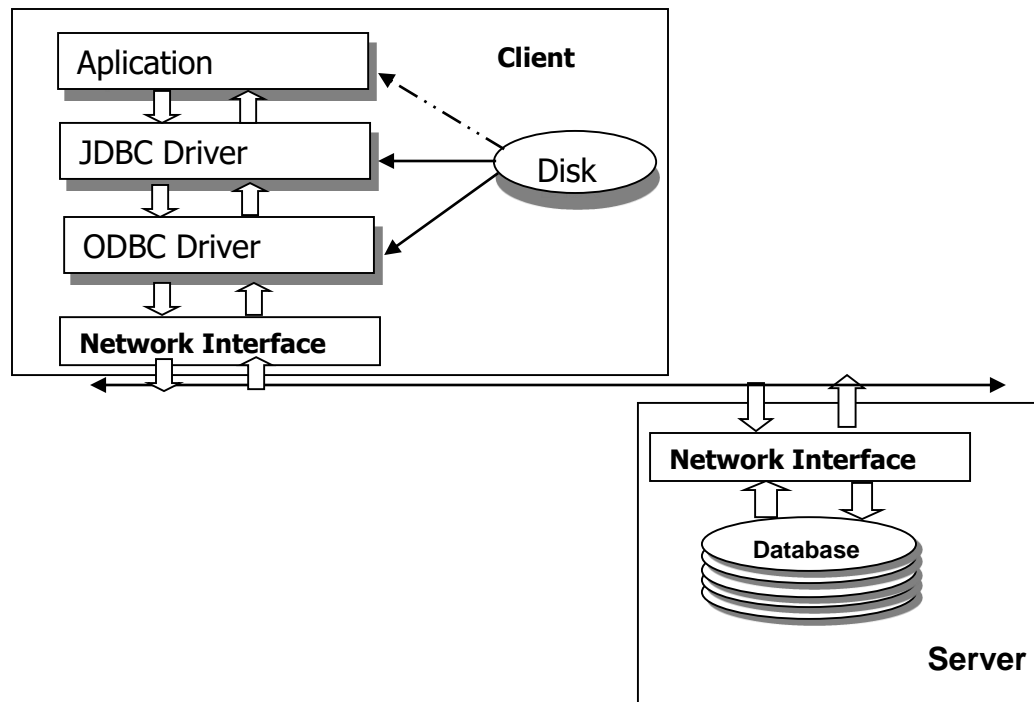 Client
Aplication
JDBC Driver
Disk
ODBC Driver
Network Interface
Network Interface
Database
Server